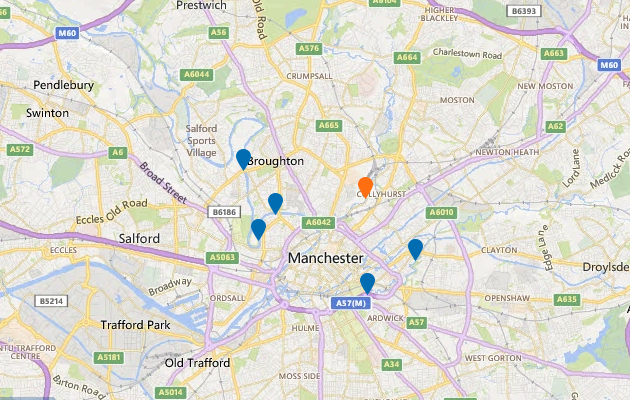 Prestwich
Old Road
A6104
HIGHER
BLACKLEY
B6393
M60
A56
A576
A664
Charlestown Road
A663
M60
A6044
CRUMPSALL
Pendlebury
NEW MOSTON
MOSTON
Swinton
Salford
Sports
Village
A665
A62
A572
A6
Broughton
NEWTON HEATH
Lord Lane
Medlock Road
Broad Street
COLLYHURST
Eccles Old Road
B6186
A6042
A6010
Salford
ECCLES
A5063
Manchester
CLAYTON
Edge Lane
Droylsden
Broadway
ORDSALL
B5214
A57(M)
OPENSHAW
A635
Trafford Park
HULME
ARDWICK
A57
TRAFFORD
CENTRE
A5181
Old Trafford
A34
WEST GORTON
Barton Road
MOSS SIDE
A5014